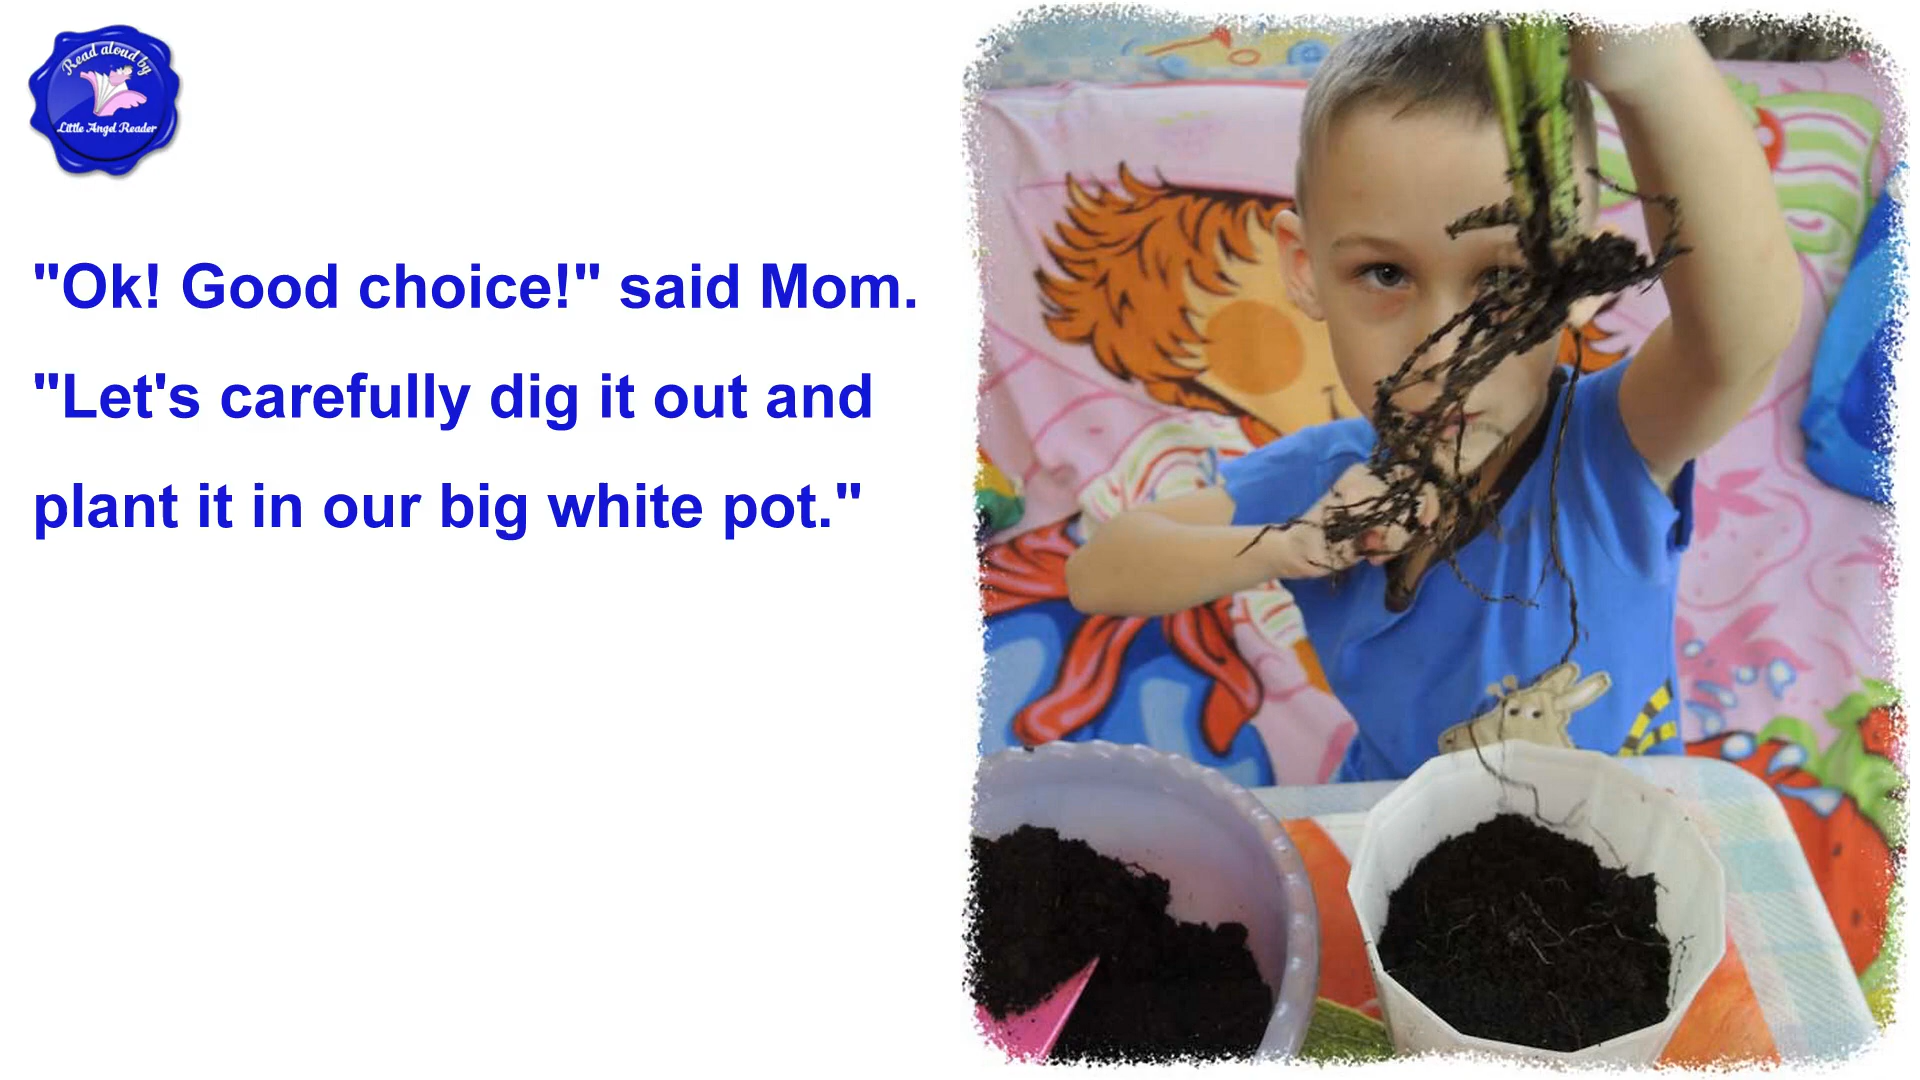 Read aloud by
Little Angel Reader
"Ok! Good choice!" said Mom.
"Let's carefully dig it out and
plant it in our big white pot."